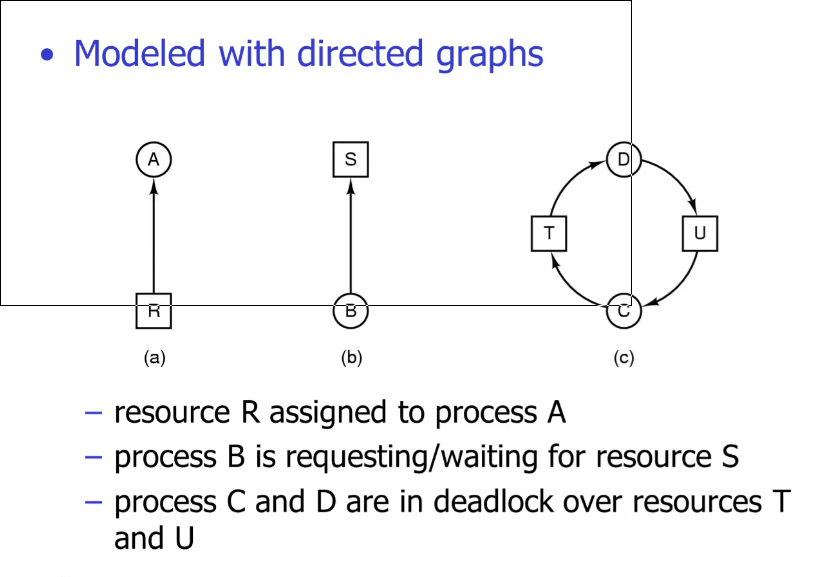 • Modeled with directed graphs
A
S
D
T
U
R
B
C
(a)
(b)
(c)
– resource R assigned to process A
– process B is requesting/waiting for resource S
– process C and D are in deadlock over resources T
and U